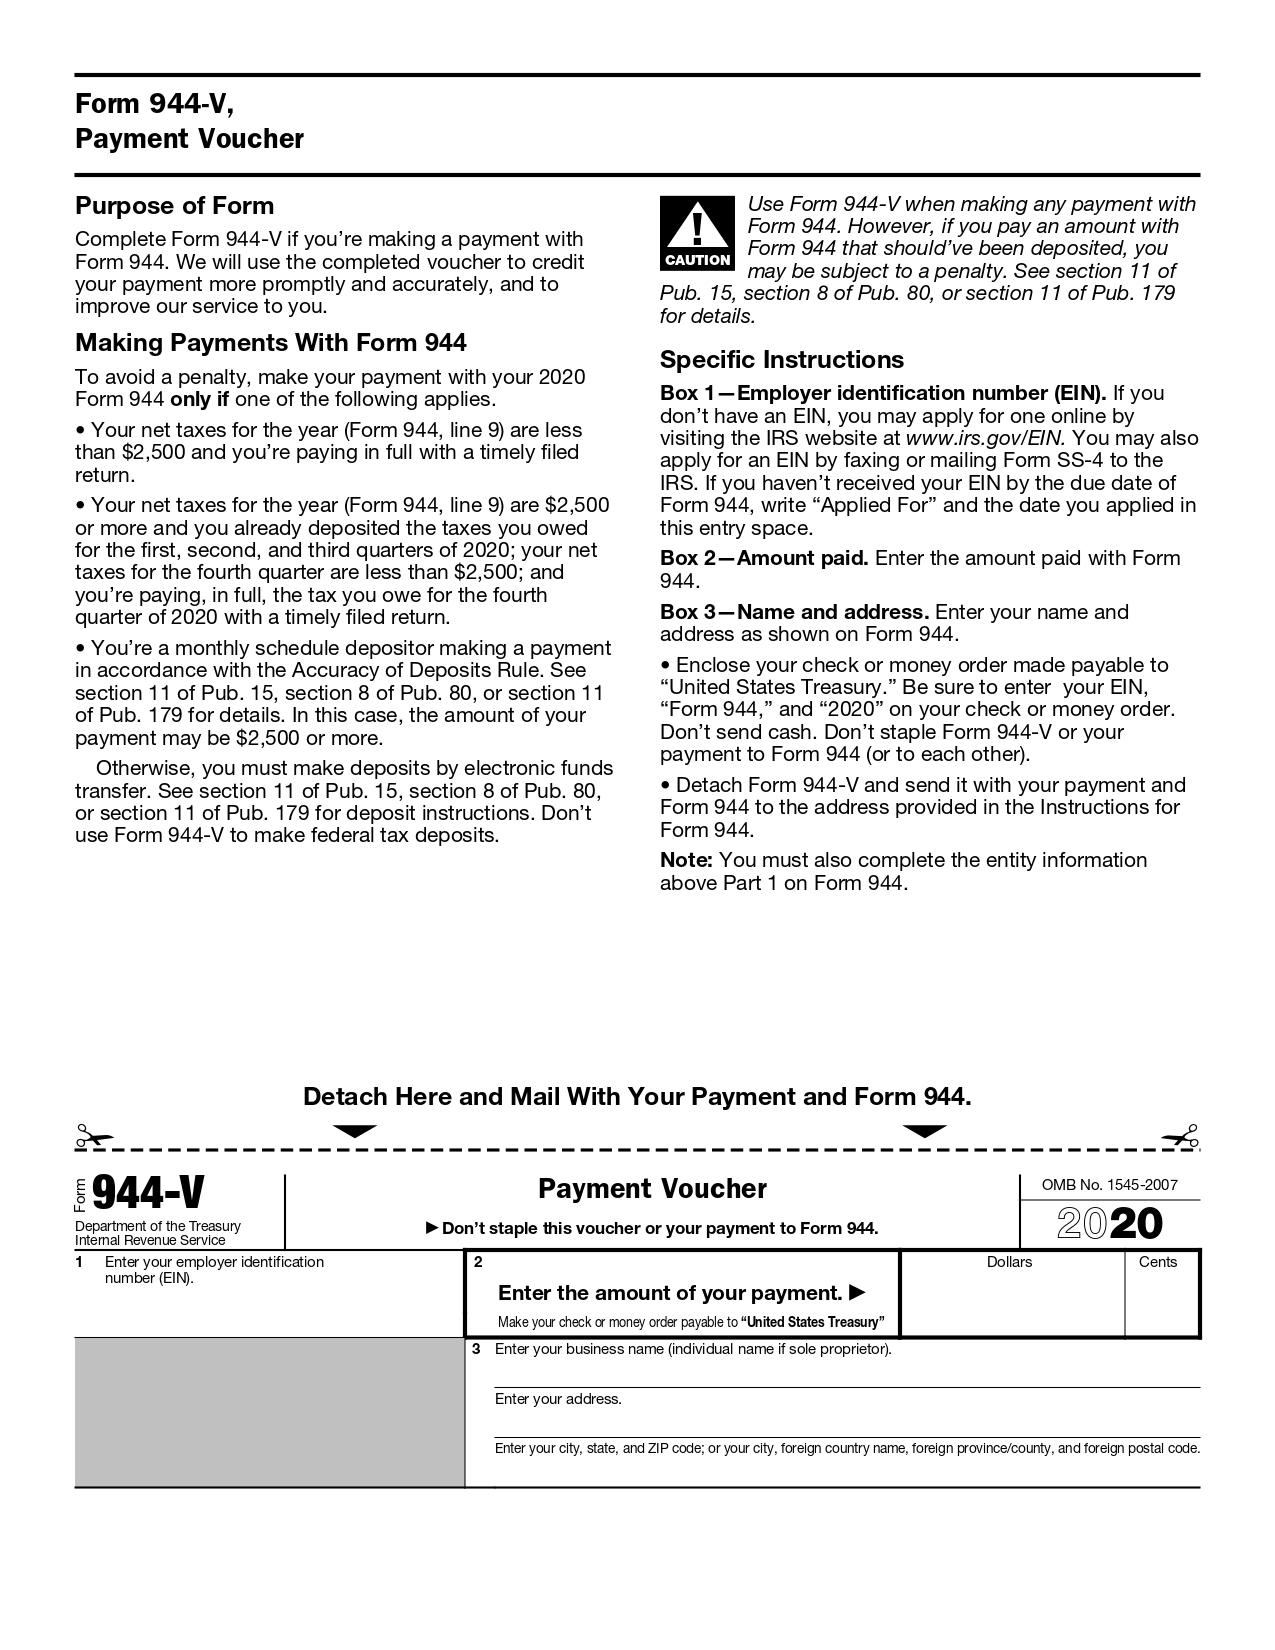 Form 944-V,
Payment Voucher
Purpose of Form
Complete Form 944-V if you’re making a payment with
Form 944. We will use the completed voucher to credit
your payment more promptly and accurately, and to
improve our service to you.
Making Payments With Form 944
To avoid a penalty, make your payment with your 2020
Form 944 only if one of the following applies.
• Your net taxes for the year (Form 944, line 9) are less
than $2,500 and you’re paying in full with a timely filed
return.
• Your net taxes for the year (Form 944, line 9) are $2,500
or more and you already deposited the taxes you owed
for the first, second, and third quarters of 2020; your net
taxes for the fourth quarter are less than $2,500; and
you’re paying, in full, the tax you owe for the fourth
quarter of 2020 with a timely filed return.
• You’re a monthly schedule depositor making a payment
in accordance with the Accuracy of Deposits Rule. See
section 11 of Pub. 15, section 8 of Pub. 80, or section 11
of Pub. 179 for details. In this case, the amount of your
payment may be $2,500 or more.
Otherwise, you must make deposits by electronic funds
transfer. See section 11 of Pub. 15, section 8 of Pub. 80,
or section 11 of Pub. 179 for deposit instructions. Don’t
use Form 944-V to make federal tax deposits.
CAUTION
Use Form 944-V when making any payment with
Form 944. However, if you pay an amount with
Form 944 that should’ve been deposited, you
may be subject to a penalty. See section 11 of
Pub. 15, section 8 of Pub. 80, or section 11 of Pub. 179
for details.
Specific Instructions
Box 1—Employer identification number (EIN). If you
don’t have an EIN, you may apply for one online by
visiting the IRS website at www.irs.gov/EIN. You may also
apply for an EIN by faxing or mailing Form SS-4 to the
IRS. If you haven’t received your EIN by the due date of
Form 944, write “Applied For” and the date you applied in
this entry space.
Box 2—Amount paid. Enter the amount paid with Form
944.
Box 3—Name and address. Enter your name and
address as shown on Form 944.
• Enclose your check or money order made payable to
“United States Treasury.” Be sure to enter your EIN,
“Form 944,” and “2020” on your check or money order.
Don’t send cash. Don’t staple Form 944-V or your
payment to Form 944 (or to each other).
• Detach Form 944-V and send it with your payment and
Form 944 to the address provided in the Instructions for
Form 944.
Note: You must also complete the entity information
above Part 1 on Form 944.
Detach Here and Mail With Your Payment and Form 944.
Form 944-V
Department of the Treasury
Internal Revenue Service
Payment Voucher
▶ Don’t staple this voucher or your payment to Form 944.
OMB No. 1545-2007
2020
1 Enter your employer identification
number (EIN).
2
Enter the amount of your payment. ▶
Make your check or money order payable to “United States Treasury”
Dollars
Cents
3 Enter your business name (individual name if sole proprietor).
Enter your address.
Enter your city, state, and ZIP code; or your city, foreign country name, foreign province/county, and foreign postal code.